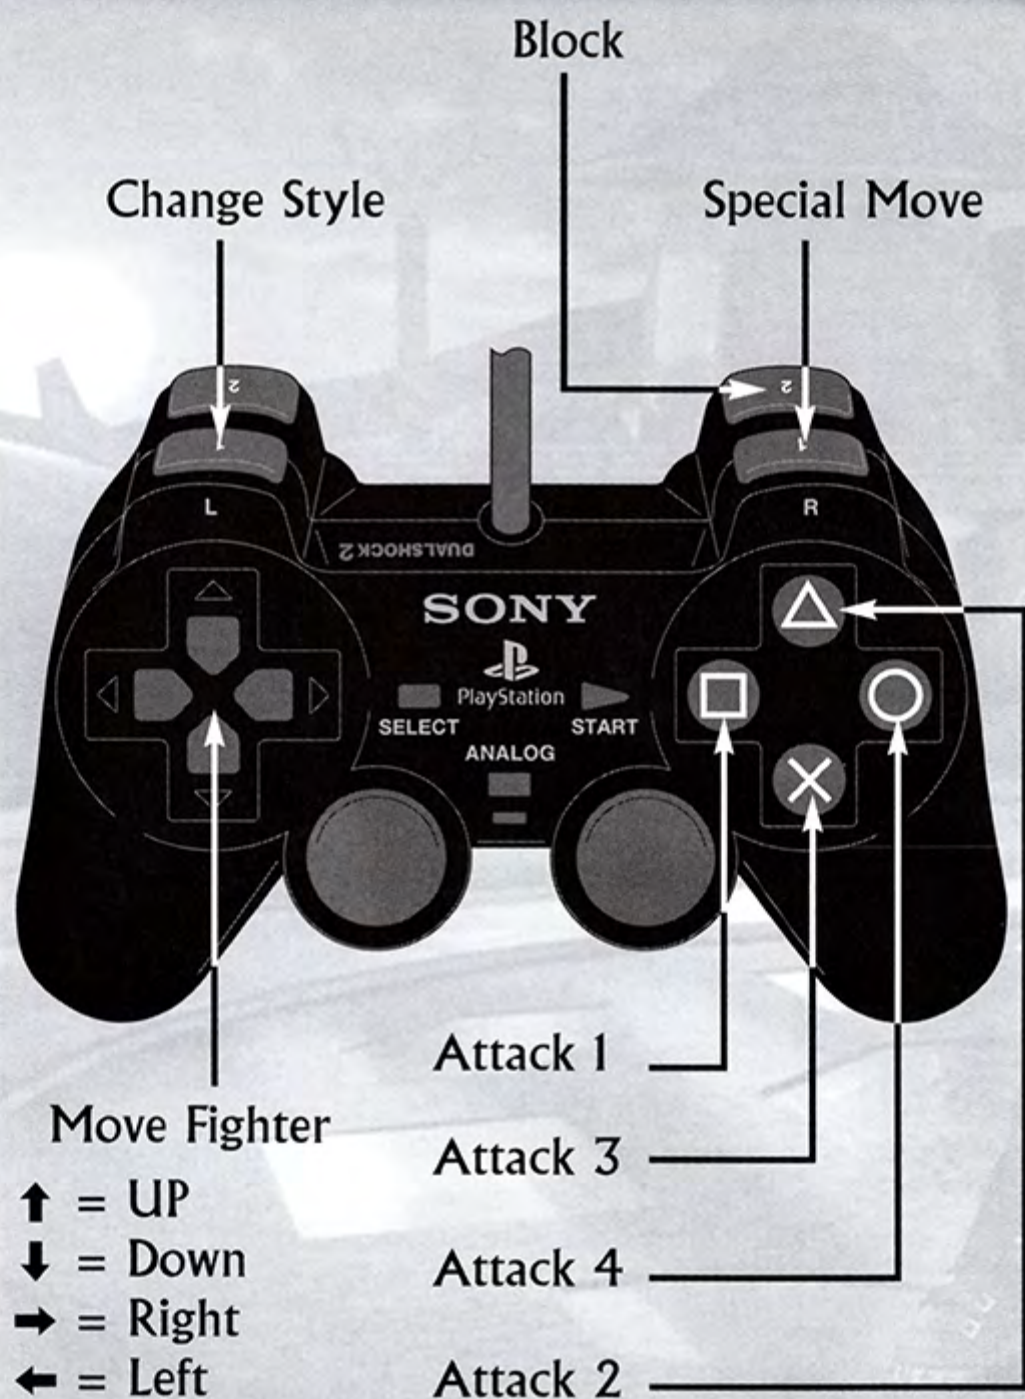 Block
Change Style
Special Move
2
2
1
1
L
R
DUALSHOCK 2
SONY
PlayStation
SELECT
START
ANALOG
Attack 1
Move Fighter
Attack 3
↑ = UP
↓ = Down
Attack 4
→ = Right
← = Left
Attack 2